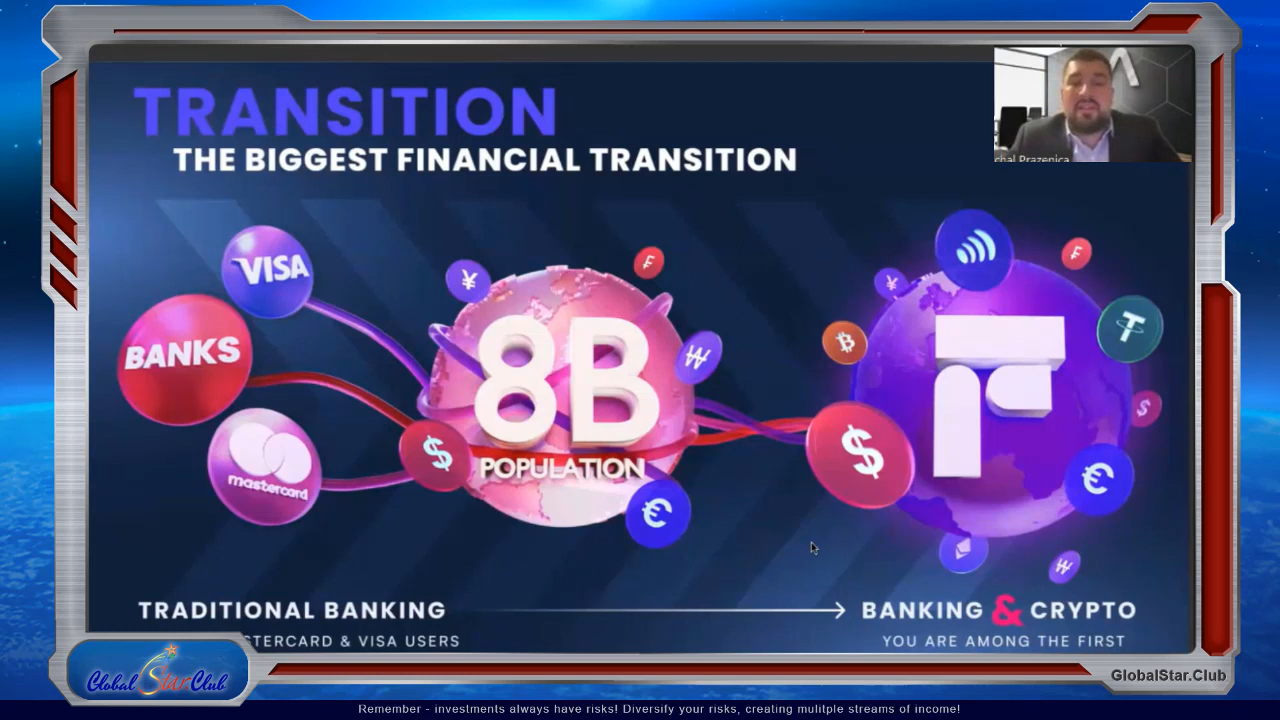 TRANSITION
THE BIGGEST FINANCIAL TRANSITION
chal Prazenica
VISA
BANKS
mastercard
8B
POPULATION
TRADITIONAL BANKING
STERCARD & VISA USERS
BANKING & CRYPTO
YOU ARE AMONG THE FIRST
Global Star Club
GlobalStar.Club
Remember - investments always have risks! Diversify your risks, creating mulitple streams of income!